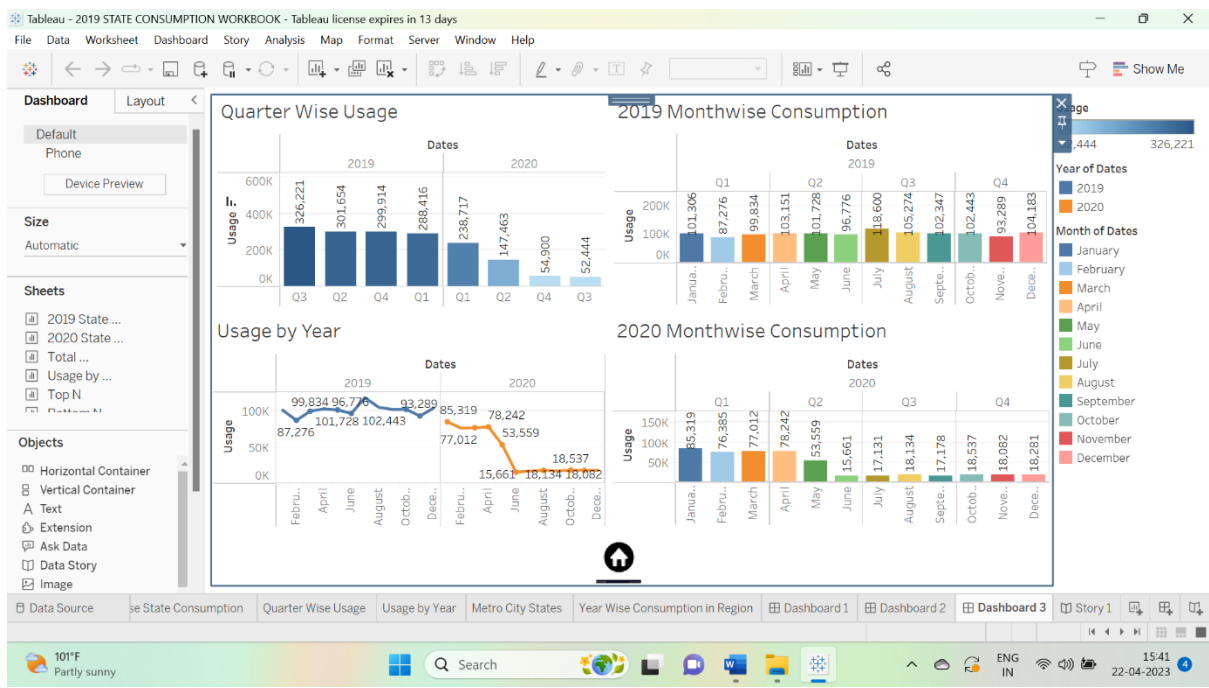 Tableau - 2019 STATE CONSUMPTION WORKBOOK - Tableau license expires in 13 days
File Data Worksheet Dashboard Story Analysis Map Format Server Window Help
Show Me
Dashboard Layout
Default
Phone
Device Preview
Size
Automatic
Sheets
2019 State ...
2020 State ...
Total ...
Usage by ...
Top N
Objects
Horizontal Container
Vertical Container
Text
Extension
Ask Data
Data Story
Image
Quarter Wise Usage
Dates
2019 2020
Usage
600K
400K
200K
0K
326,221 301,654 299,914 288,416 238,717 147,463 54,900 52,444
Q3 Q2 Q4 Q1 Q1 Q2 Q4 Q3
2019 Monthwise Consumption
Dates
2019
Q1 Q2 Q3 Q4
Usage
200K
100K
0K
101,306 87,276 99,834 103,151 101,728 96,776 118,600 105,274 102,347 102,443 93,289 104,183
Janua.. Febru.. March April May June July August Septe.. Octob.. Nove.. Dece..
Usage by Year
Dates
2019 2020
Usage
100K
50K
0K
99,834 96,776 93,289 85,319 78,242
87,276 101,728 102,443 77,012 53,559
18,537
15,661 18,134 18,082
Febru.. April June August Octob.. Dece.. Febru.. April June August Octob.. Dece..
2020 Monthwise Consumption
Dates
2020
Q1 Q2 Q3 Q4
Usage
150K
100K
50K
85,319 76,385 77,012 78,242 53,559 15,661 17,131 18,134 17,178 18,537 18,082 18,281
Janua.. Febru.. March April May June July August Septe.. Octob.. Nove.. Dece..
326,221
Year of Dates
2019
2020
Month of Dates
January
February
March
April
May
June
July
August
September
October
November
December
Data Source se State Consumption Quarter Wise Usage Usage by Year Metro City States Year Wise Consumption in Region Dashboard 1 Dashboard 2 Dashboard 3 Story 1
101°F
Partly sunny
Search
ENG
IN
15:41
22-04-2023
4